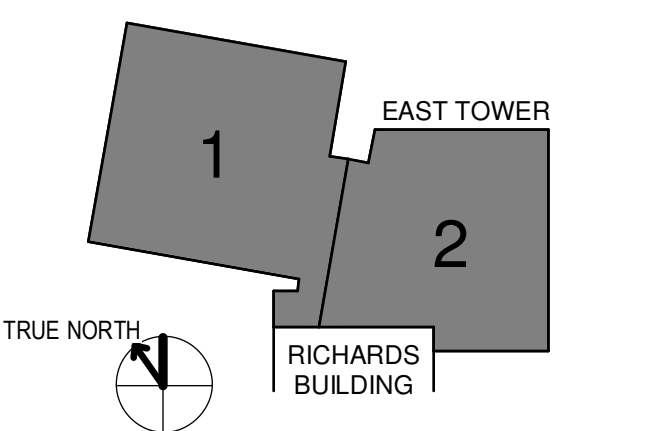 EAST TOWER
1
2
TRUE NORTH
RICHARDS
BUILDING